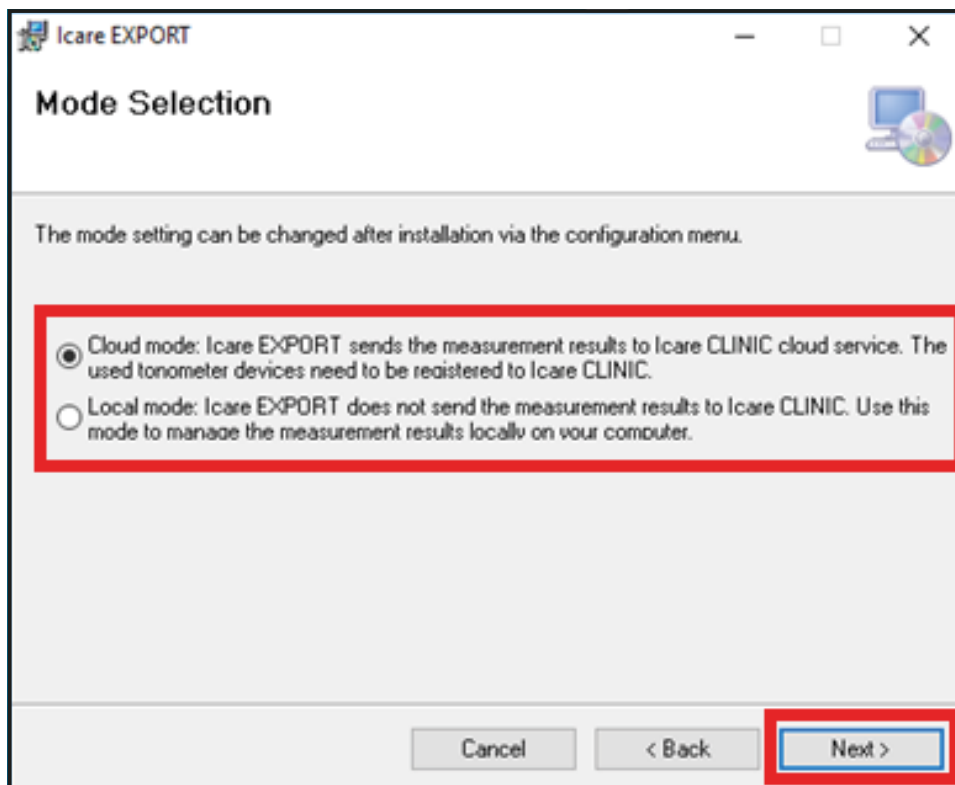 Icare EXPORT
Mode Selection
The mode setting can be changed after installation via the configuration menu.
Cloud mode: Icare EXPORT sends the measurement results to Icare CLINIC cloud service. The
used tonometer devices need to be registered to Icare CLINIC.
Local mode: Icare EXPORT does not send the measurement results to Icare CLINIC. Use this
mode to manage the measurement results locally on your computer.
Cancel
< Back
Next >